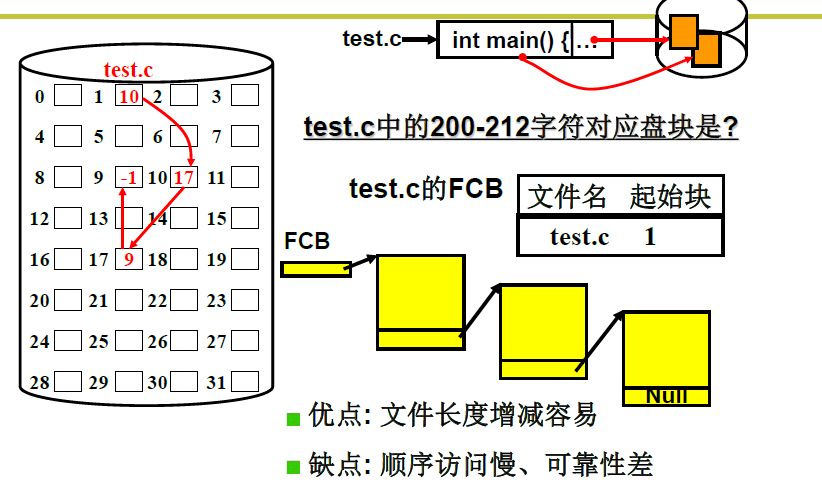 test.c int main() { ...
test.c
0 1 10 2 3
4 5 6 7
8 9 -1 10 17 11
12 13 14 15
16 17 9 18 19
20 21 22 23
24 25 26 27
28 29 30 31
test.c中的200-212字符对应盘块是?
test.c的FCB
文件名 起始块
test.c 1
FCB
Null
优点: 文件长度增减容易
缺点: 顺序访问慢、可靠性差